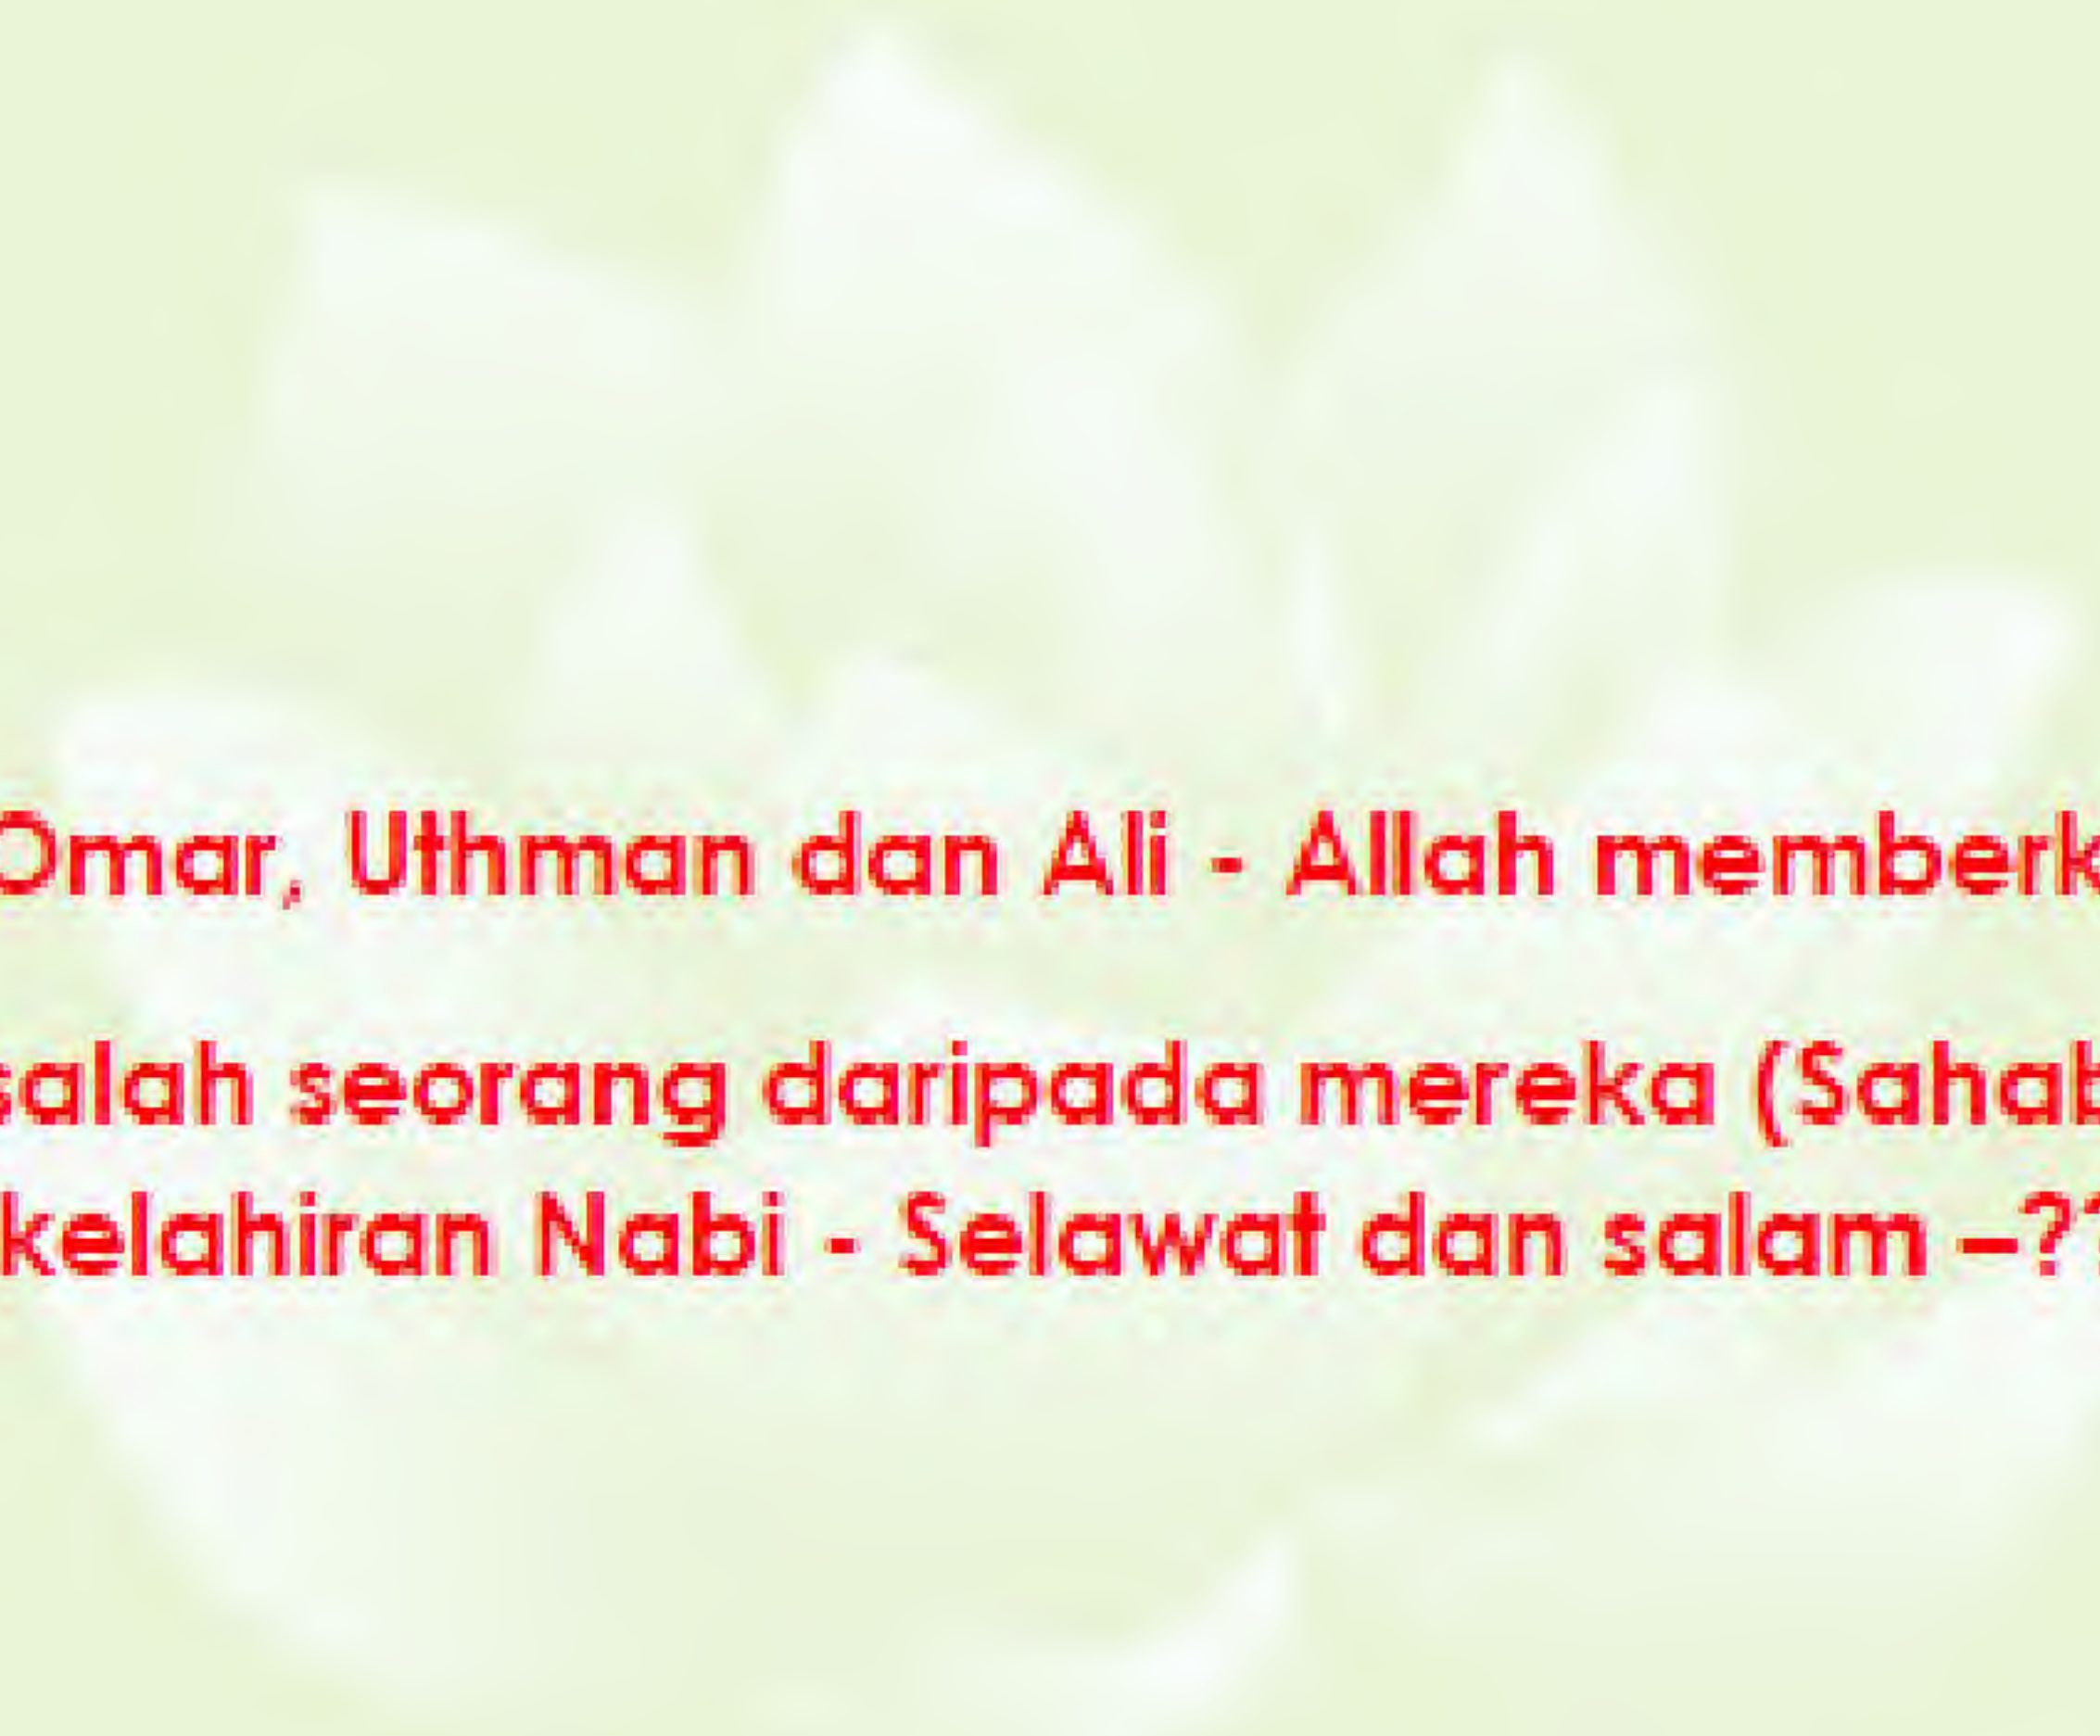 Omar, Uthman dan Ali - Allah memberk
salah seorang daripada mereka (Sahab
kelahiran Nabi - Selawat dan salam –??